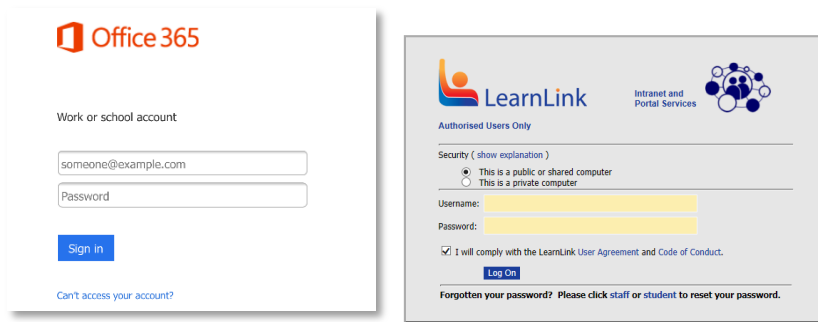 Office 365
Work or school account
someone@example.com
Password
Sign in
Can't access your account?
LearnLink
Intranet and
Portal Services
Authorised Users Only
Security ( show explanation )
This is a public or shared computer
This is a private computer
Username:
Password:
I will comply with the LearnLink User Agreement and Code of Conduct.
Log On
Forgotten your password? Please click staff or student to reset your password.